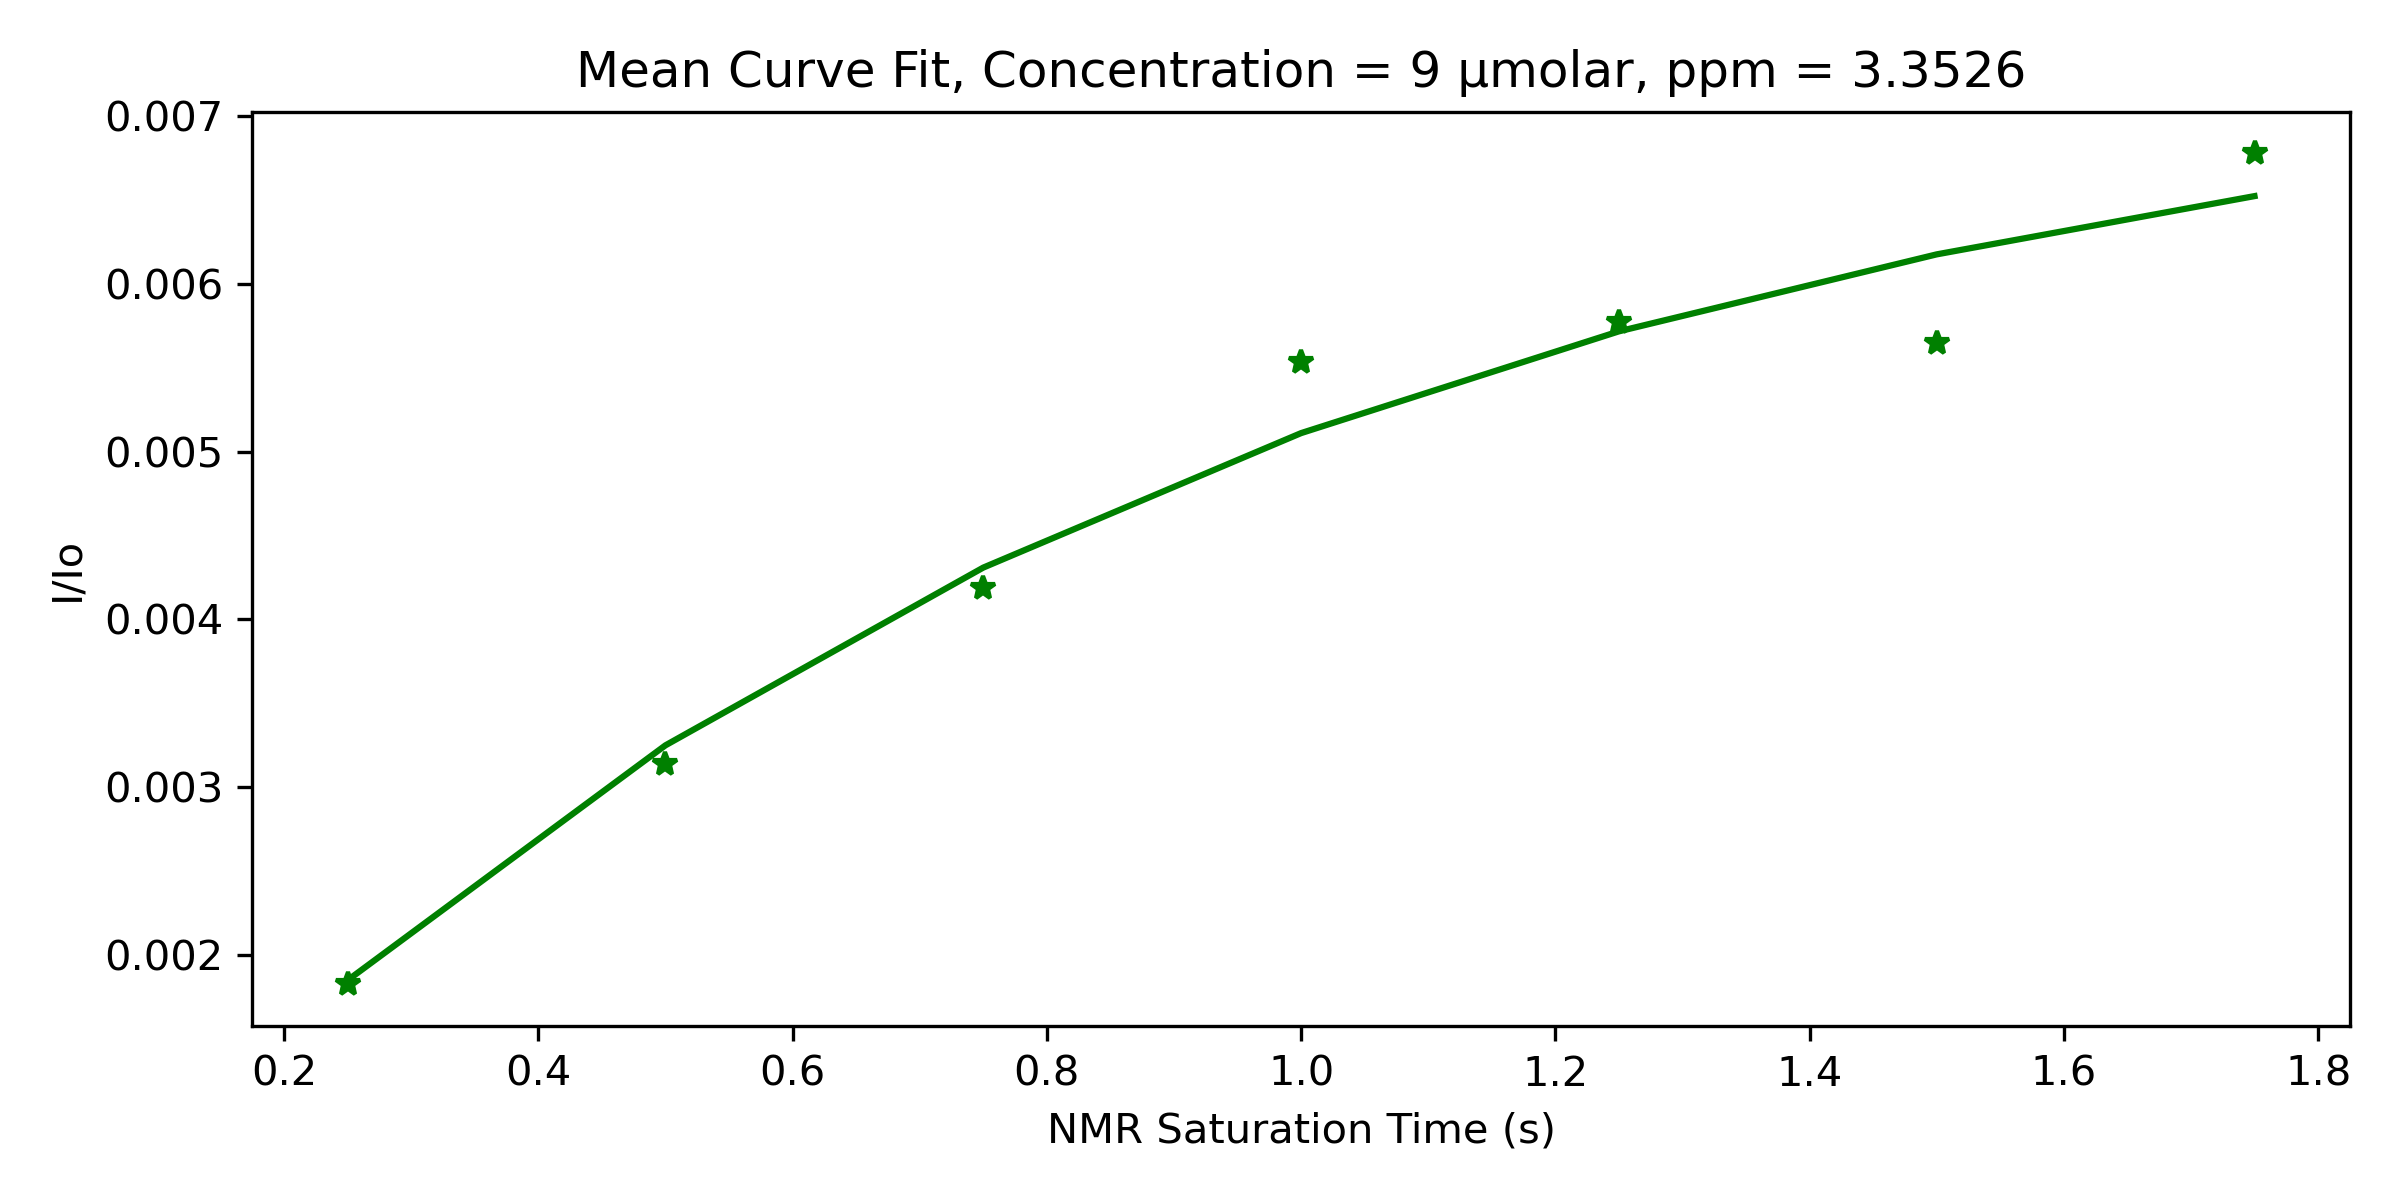 Mean Curve Fit, Concentration = 9 µmolar, ppm = 3.3526
0.007
0.006
0.005
0.004
0.003
0.002
I/Io
0.2 0.4 0.6 0.8 1.0 1.2 1.4 1.6 1.8
NMR Saturation Time (s)